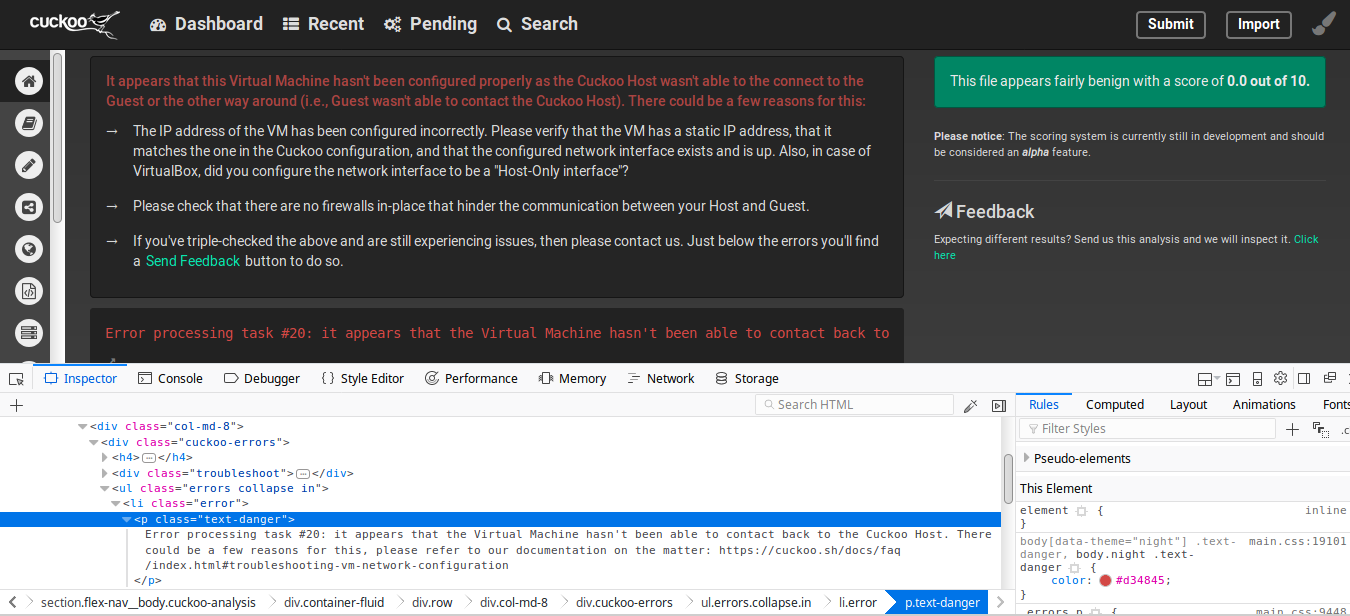 cuckoo Dashboard Recent Pending Search Submit Import
It appears that this Virtual Machine hasn't been configured properly as the Cuckoo Host wasn't able to the connect to the
Guest or the other way around (i.e., Guest wasn't able to contact the Cuckoo Host). There could be a few reasons for this:
→ The IP address of the VM has been configured incorrectly. Please verify that the VM has a static IP address, that it
matches the one in the Cuckoo configuration, and that the configured network interface exists and is up. Also, in case of
VirtualBox, did you configure the network interface to be a "Host-Only interface"?
→ Please check that there are no firewalls in-place that hinder the communication between your Host and Guest.
→ If you've triple-checked the above and are still experiencing issues, then please contact us. Just below the errors you'll find
a Send Feedback button to do so.
Error processing task #20: it appears that the Virtual Machine hasn't been able to contact back to
This file appears fairly benign with a score of 0.0 out of 10.
Please notice: The scoring system is currently still in development and should
be considered an alpha feature.
Feedback
Expecting different results? Send us this analysis and we will inspect it. Click
here
Inspector Console Debugger {} Style Editor Performance Memory Network Storage
+ Search HTML
<div class="col-md-8">
<div class="cuckoo-errors">
<h4>…</h4>
<div class="troubleshoot">…</div>
<ul class="errors collapse in">
<li class="error">
<p class="text-danger">
Error processing task #20: it appears that the Virtual Machine hasn't been able to contact back to the Cuckoo Host. There
could be a few reasons for this, please refer to our documentation on the matter: https://cuckoo.sh/docs/faq
/index.html#troubleshooting-vm-network-configuration
</p>
section.flex-nav__body.cuckoo-analysis div.container-fluid div.row div.col-md-8 div.cuckoo-errors ul.errors.collapse.in li.error p.text-danger
Rules Computed Layout Animations Fonts
Filter Styles + .c
Pseudo-elements
This Element
element { inline
}
body[data-theme="night"] .text- main.css:19101
danger, body.night .text-
danger {
color: #d34845;
}
.errors p { main.css:9448